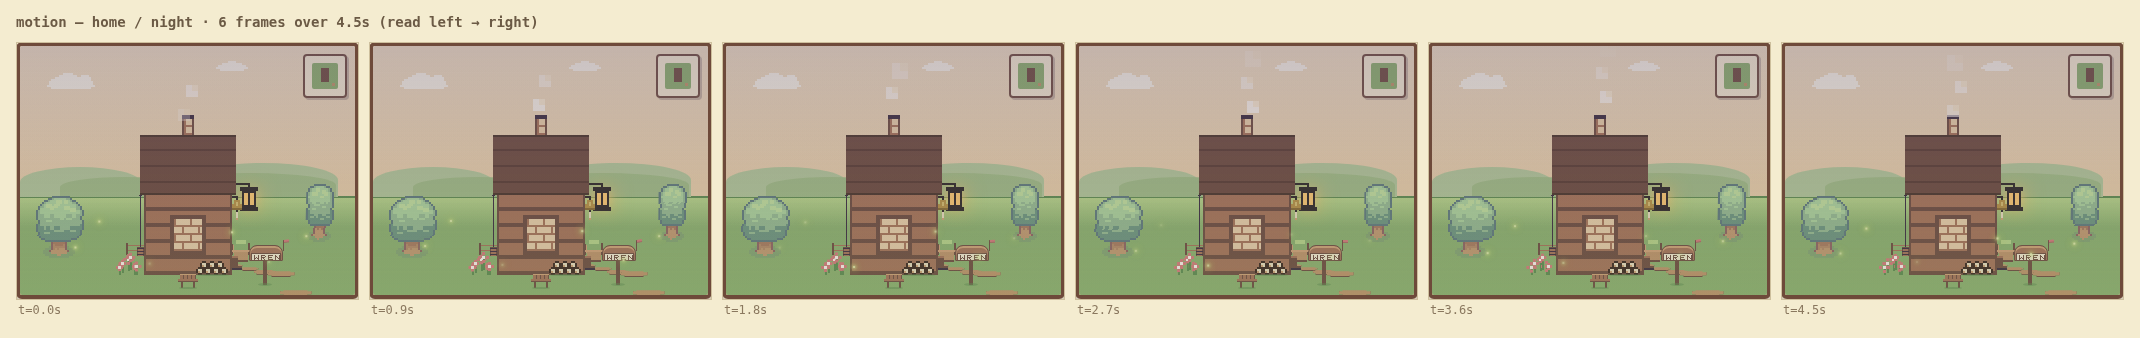 motion — home / night · 6 frames over 4.5s (read left → right)
WREN
WREN
WREN
WREN
WREN
WREN
t=0.0s
t=0.9s
t=1.8s
t=2.7s
t=3.6s
t=4.5s